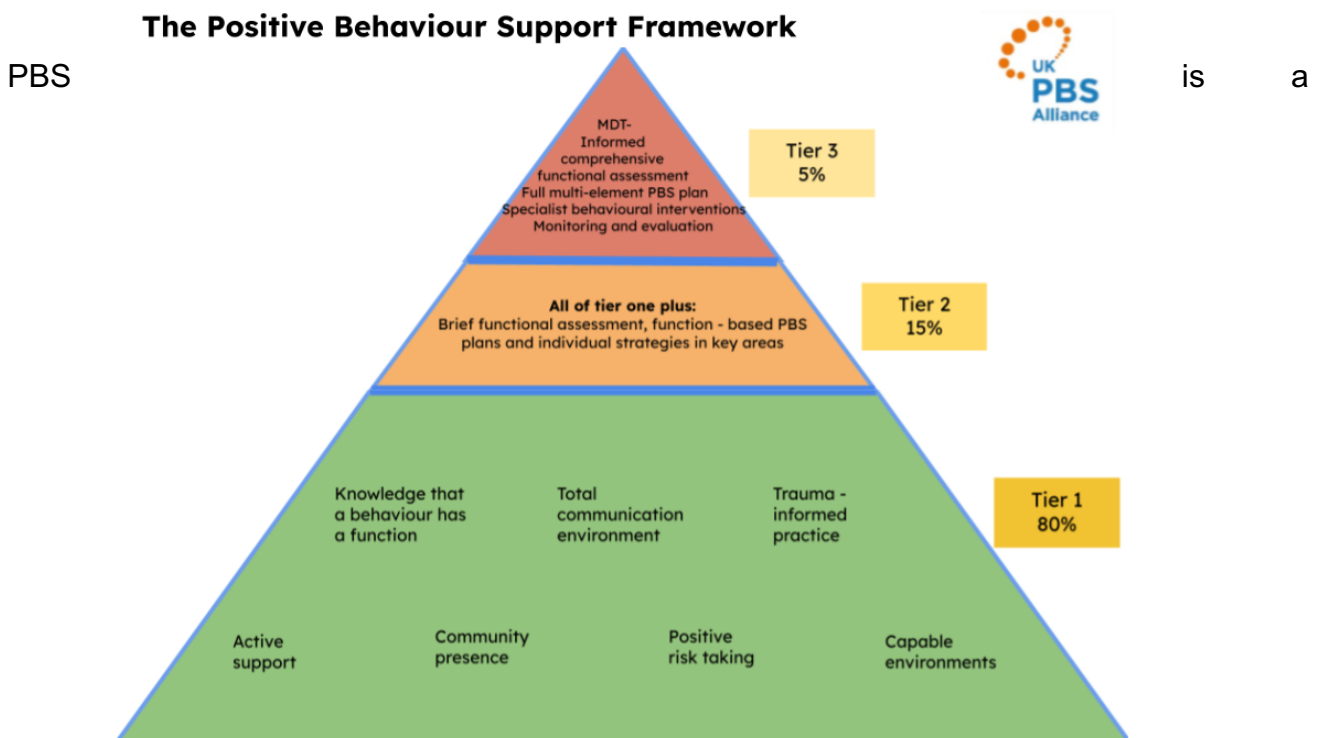 The Positive Behaviour Support Framework
UK
PBS
Alliance
PBS is a
MDT-
Informed
comprehensive
functional assessment
Full multi-element PBS plan
Specialist behavioural interventions
Monitoring and evaluation
Tier 3
5%
All of tier one plus:
Brief functional assessment, function - based PBS
plans and individual strategies in key areas
Tier 2
15%
Knowledge that
a behaviour has
a function
Total
communication
environment
Trauma -
informed
practice
Tier 1
80%
Active
support
Community
presence
Positive
risk taking
Capable
environments